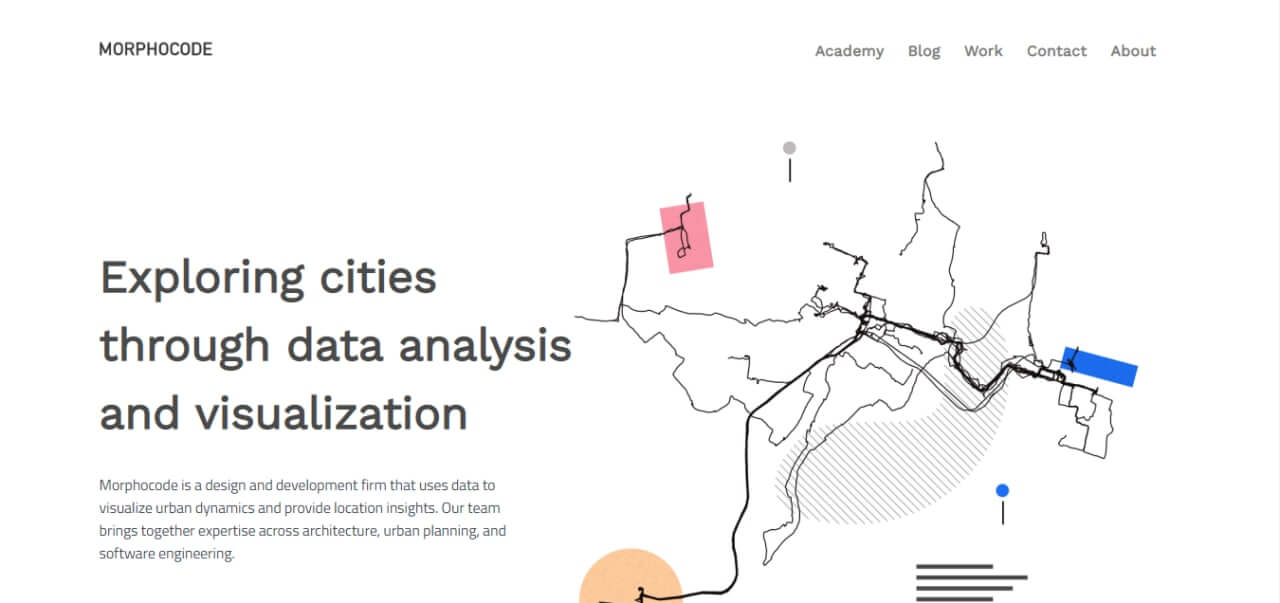 MORPHOCODE
Academy Blog Work Contact About
Exploring cities
through data analysis
and visualization
Morphocode is a design and development firm that uses data to
visualize urban dynamics and provide location insights. Our team
brings together expertise across architecture, urban planning, and
software engineering.